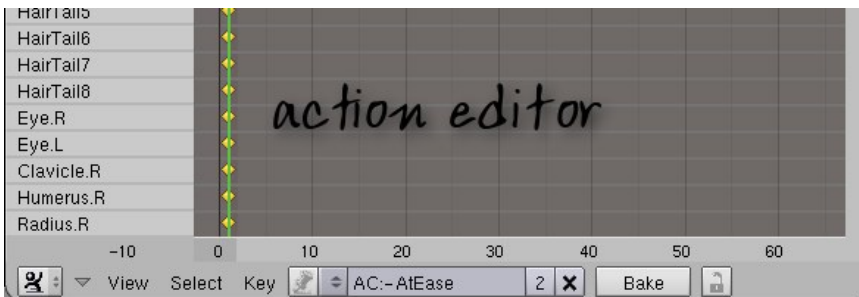 HairTail5
HairTail6
HairTail7
HairTail8
Eye.R
Eye.L
Clavicle.R
Humerus.R
Radius.R
action editor
-10 0 10 20 30 40 50 60
View Select Key AC:-AtEase 2 Bake